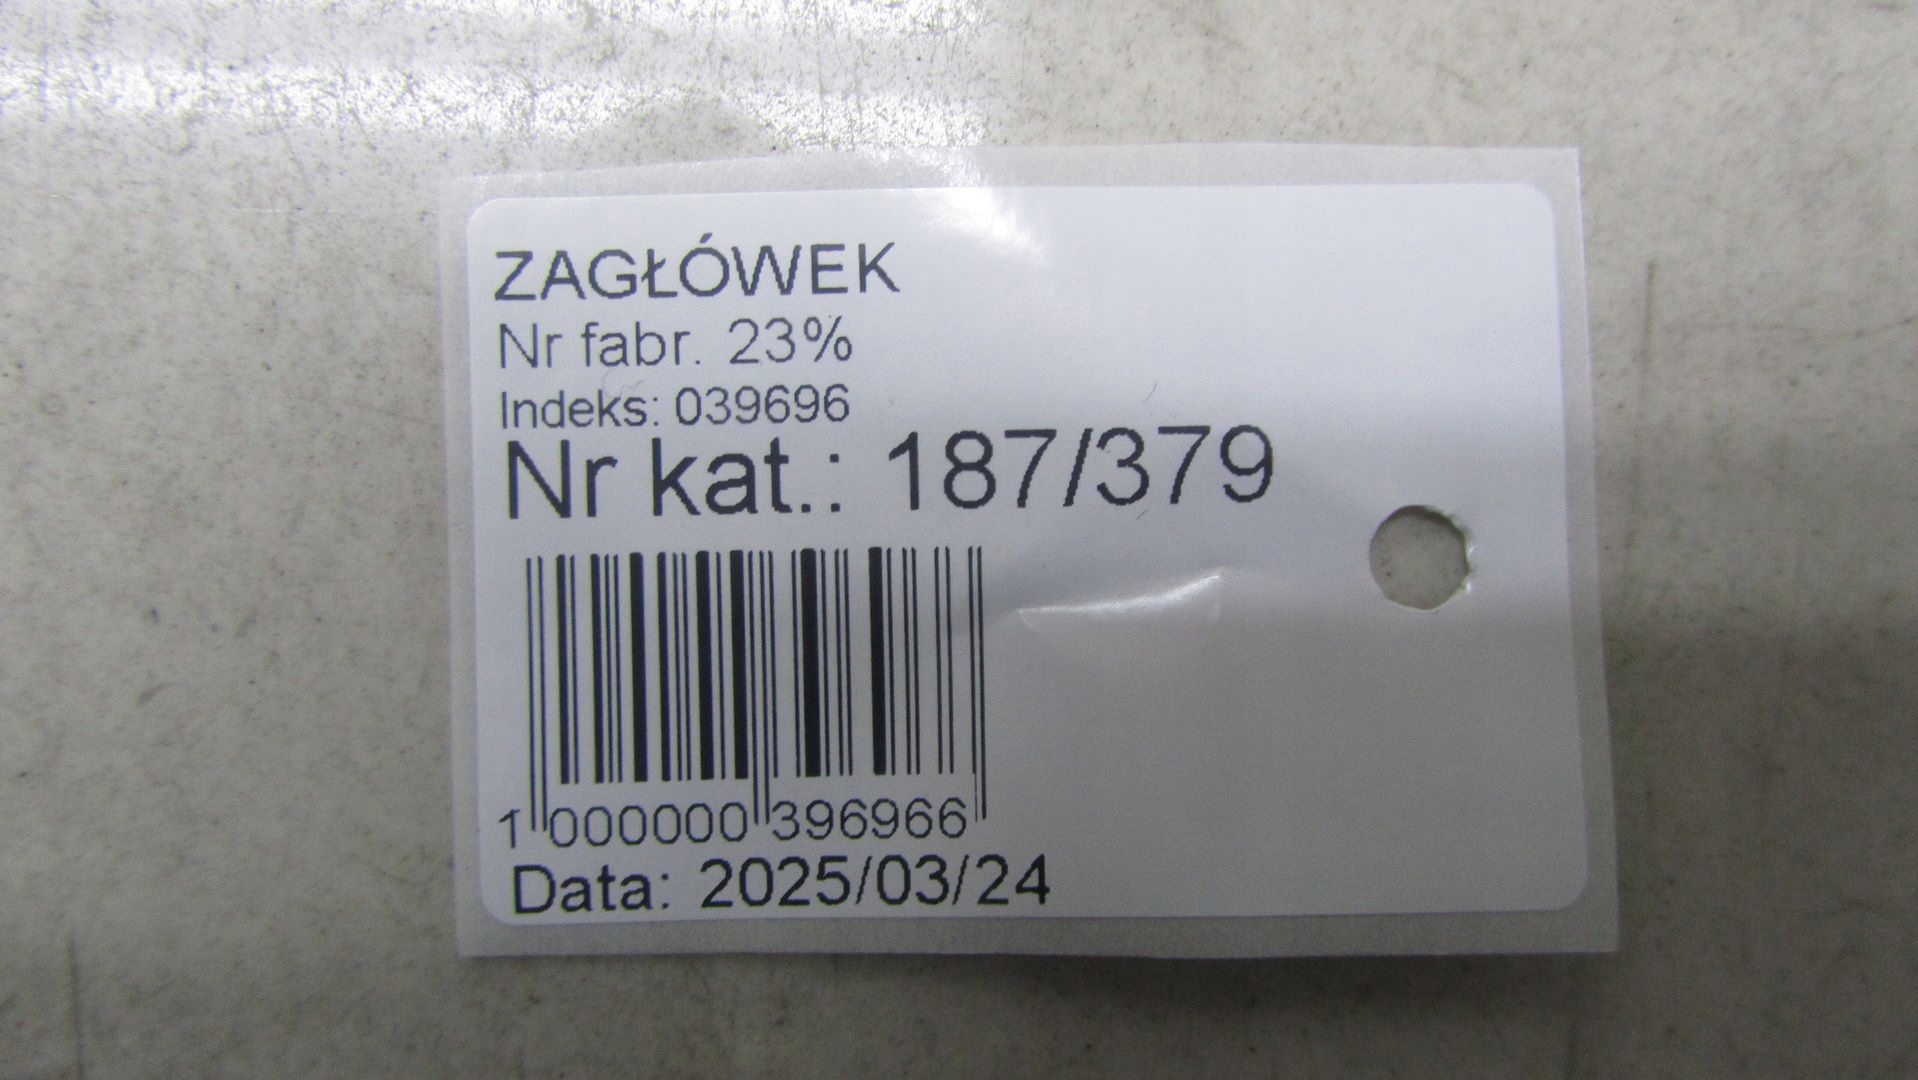 ZAGŁÓWEK
Nr fabr. 23%
Indeks: 039696
Nr kat.: 187/379
1 000000 396966
Data: 2025/03/24